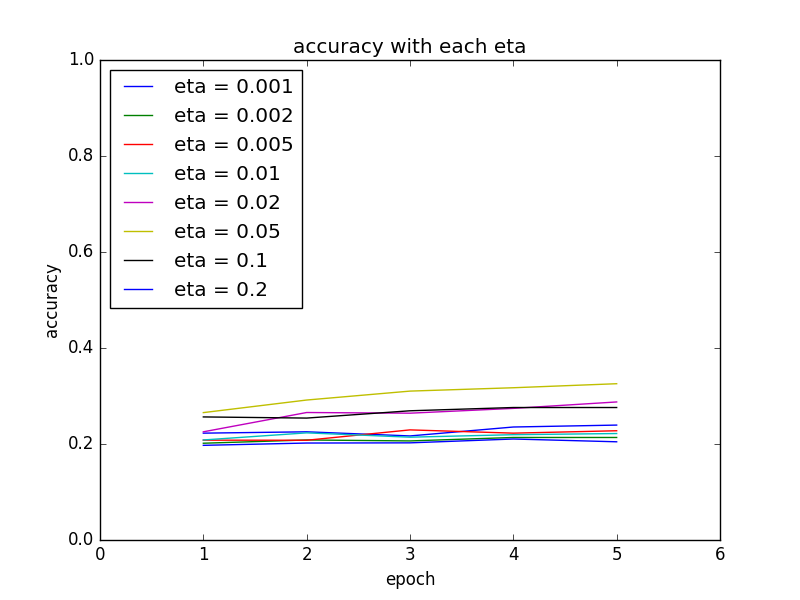 accuracy with each eta
1.0
0.8
0.6
0.4
0.2
0.0
accuracy
eta = 0.001
eta = 0.002
eta = 0.005
eta = 0.01
eta = 0.02
eta = 0.05
eta = 0.1
eta = 0.2
0 1 2 3 4 5 6
epoch